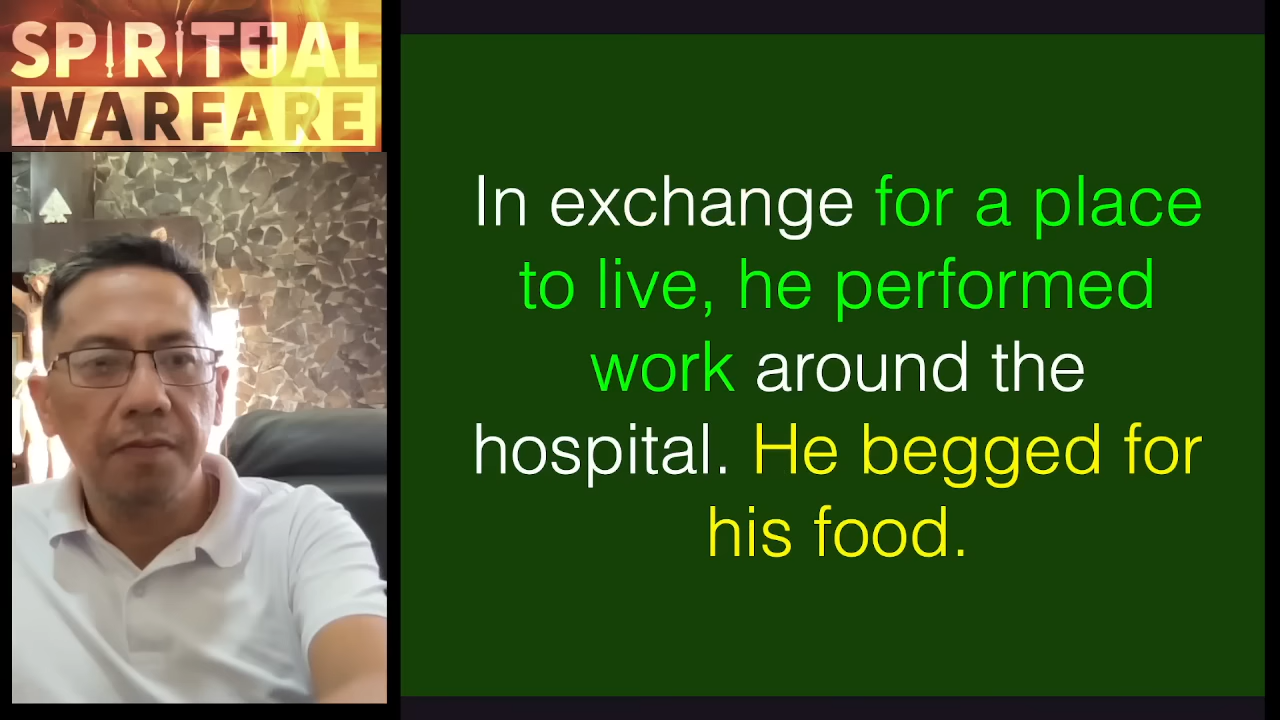 SPIRITUAL
WARFARE
In exchange for a place
to live, he performed
work around the
hospital. He begged for
his food.